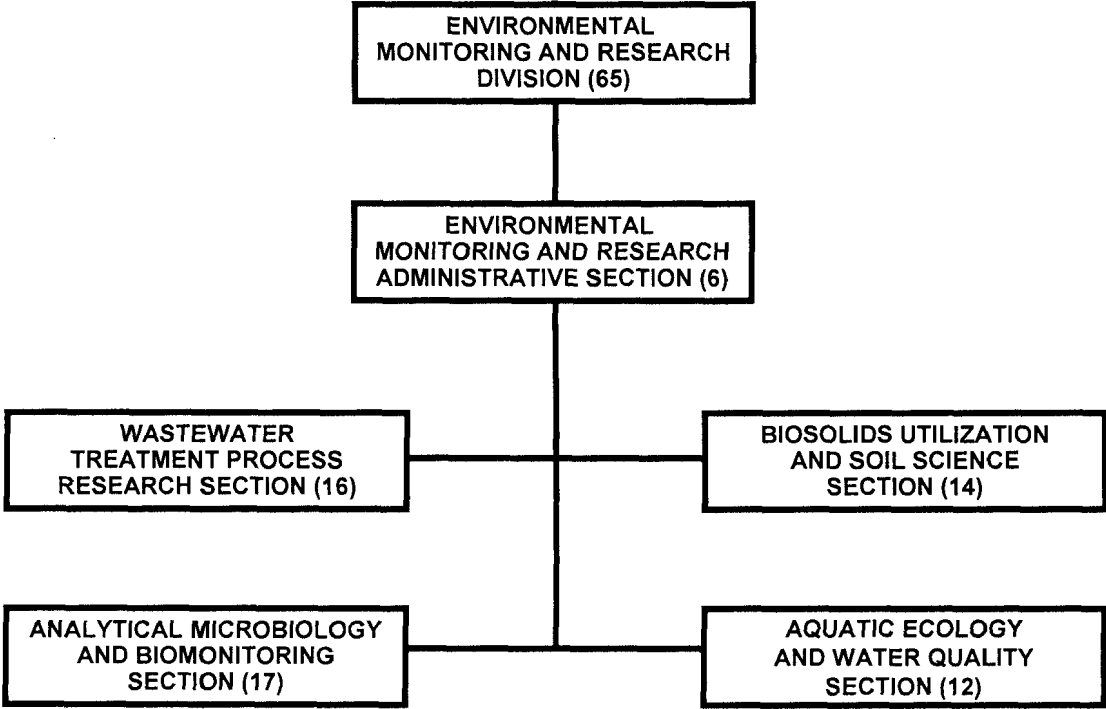 ENVIRONMENTAL
MONITORING AND RESEARCH
DIVISION (65)
ENVIRONMENTAL
MONITORING AND RESEARCH
ADMINISTRATIVE SECTION (6)
WASTEWATER
TREATMENT PROCESS
RESEARCH SECTION (16)
BIOSOLIDS UTILIZATION
AND SOIL SCIENCE
SECTION (14)
ANALYTICAL MICROBIOLOGY
AND BIOMONITORING
SECTION (17)
AQUATIC ECOLOGY
AND WATER QUALITY
SECTION (12)